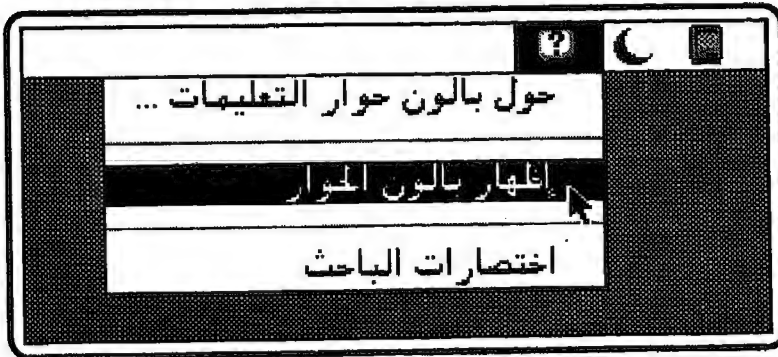 ?
حول بالون حوار التعليمات ...
إظهار بالون الحوار
اختصارات الباحث